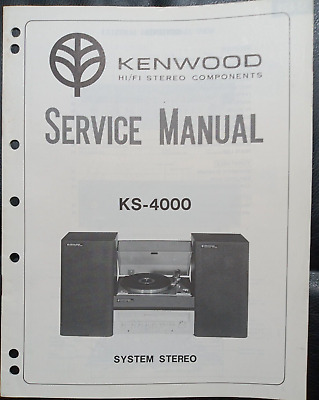 KENWOOD
HI/FI STEREO COMPONENTS
SERVICE MANUAL
KS-4000
SYSTEM STEREO